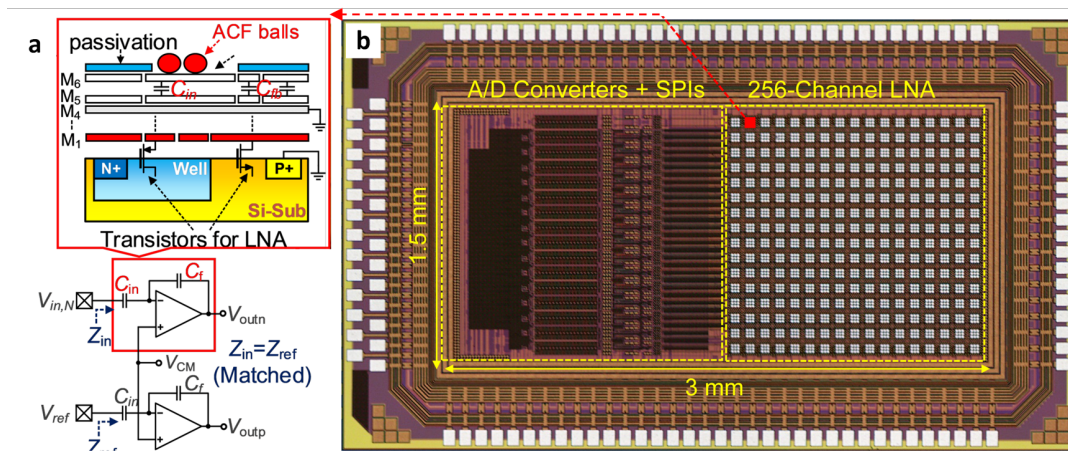 a
passivation
ACF balls
M6
Cin
Cfb
M5
M4
M1
N+
Well
P+
Si-Sub
Transistors for LNA
Cin
Cf
Vin,N
Voutn
Zin
Zin=Zref
(Matched)
VCM
Cin
Cf
Vref
Voutp
Zref
b
A/D Converters + SPIs
256-Channel LNA
1.5 mm
3 mm